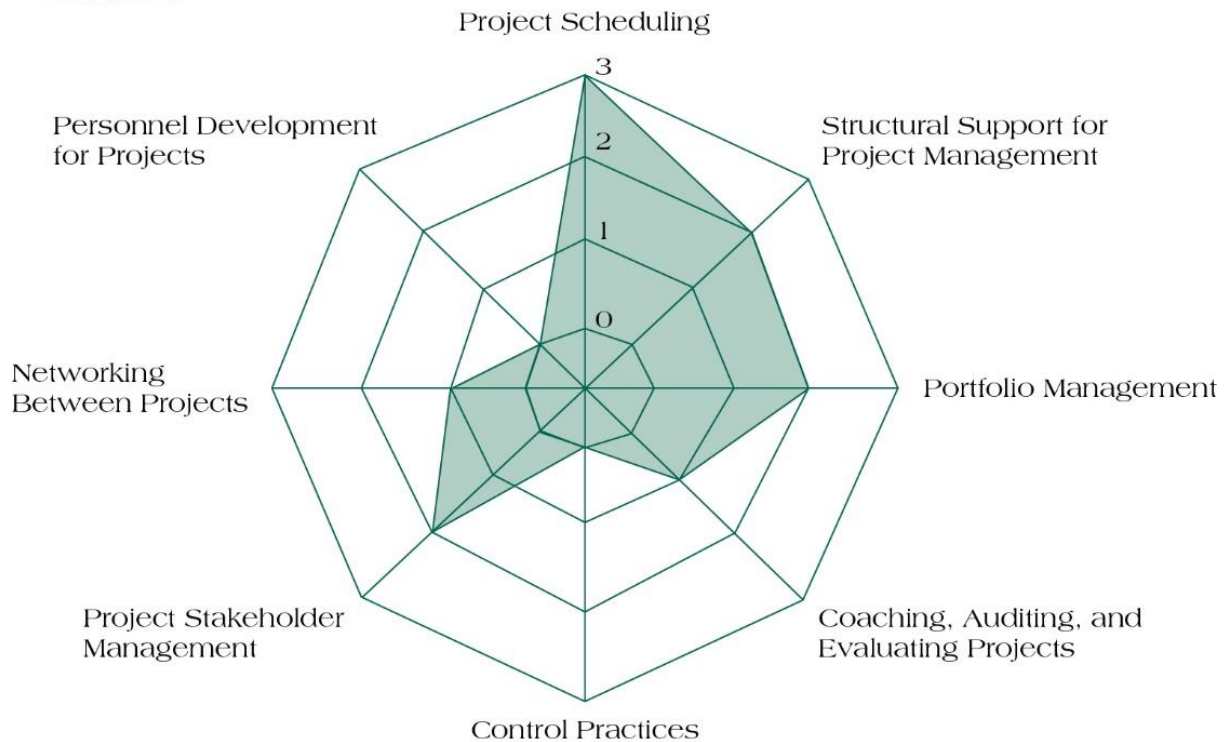 Project Scheduling
3
Personnel Development
for Projects
Structural Support for
Project Management
2
1
0
Networking
Between Projects
Portfolio Management
Project Stakeholder
Management
Coaching, Auditing, and
Evaluating Projects
Control Practices